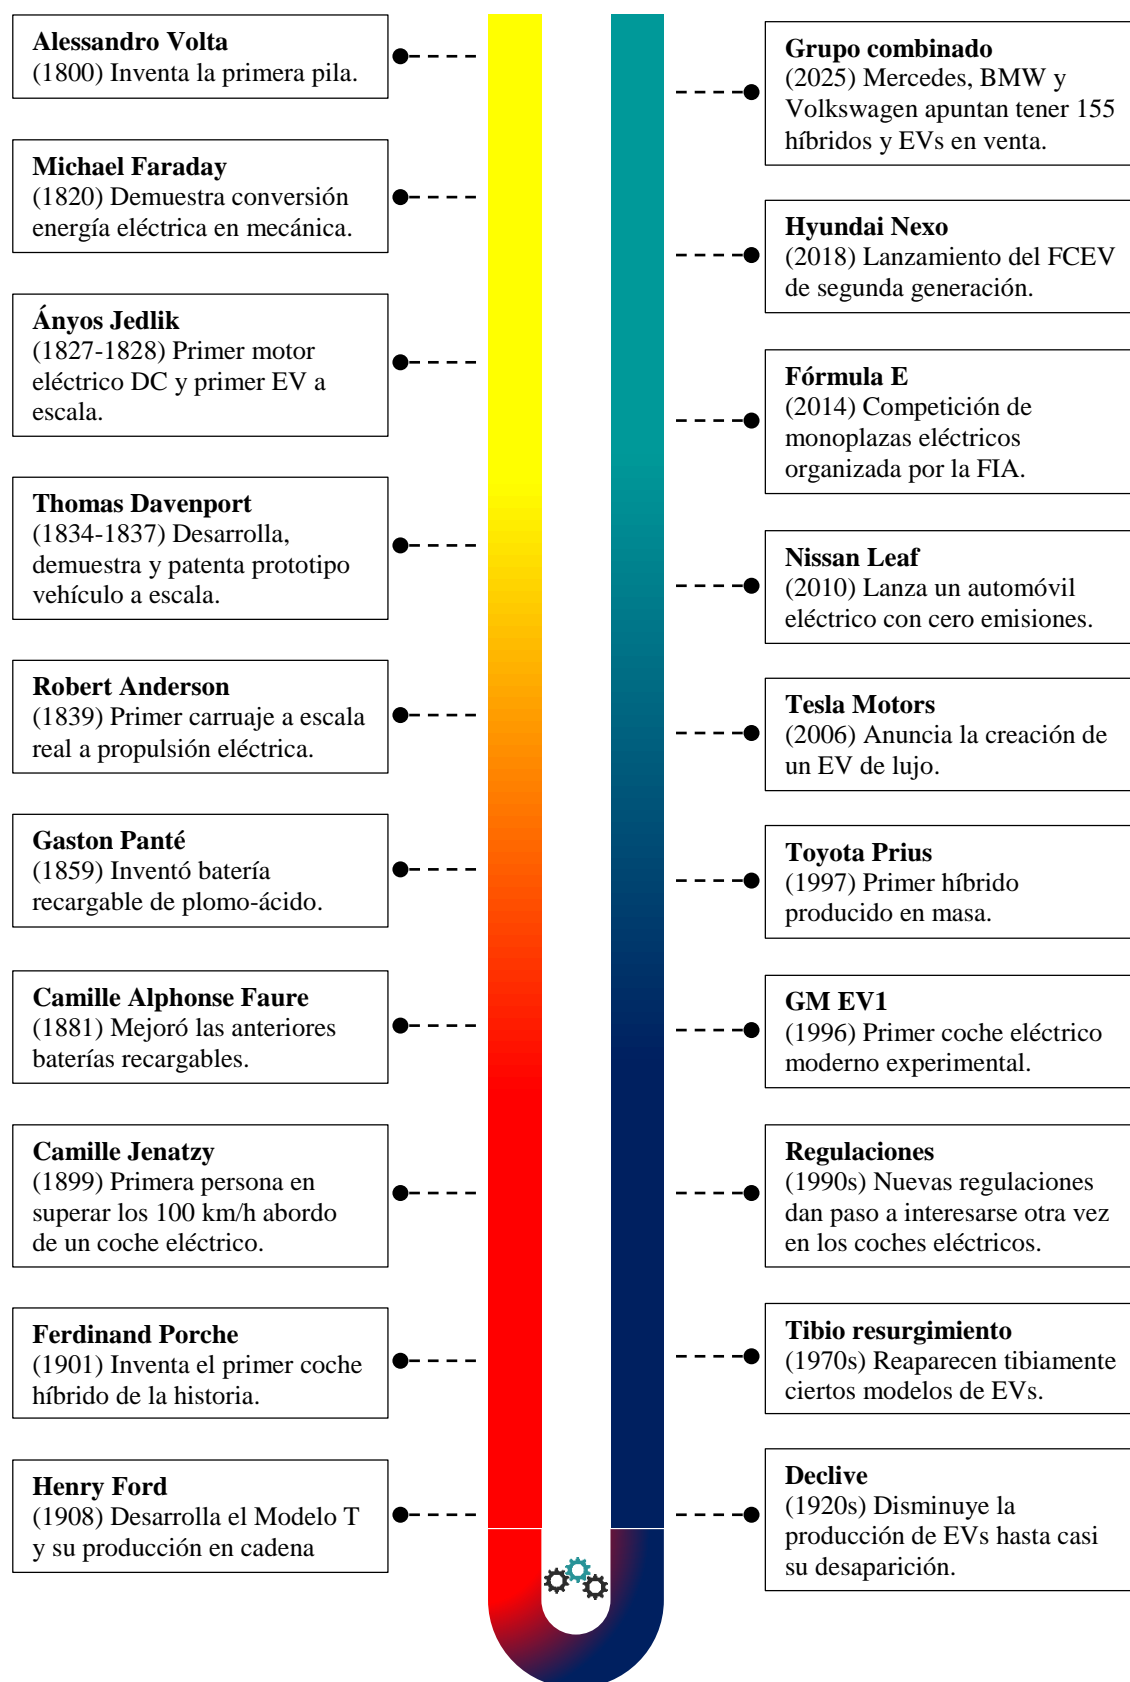 Alessandro Volta
(1800) Inventa la primera pila.
Michael Faraday
(1820) Demuestra conversión
energía eléctrica en mecánica.
Ányos Jedlik
(1827-1828) Primer motor
eléctrico DC y primer EV a
escala.
Thomas Davenport
(1834-1837) Desarrolla,
demuestra y patenta prototipo
vehículo a escala.
Robert Anderson
(1839) Primer carruaje a escala
real a propulsión eléctrica.
Gaston Panté
(1859) Inventó batería
recargable de plomo-ácido.
Camille Alphonse Faure
(1881) Mejoró las anteriores
baterías recargables.
Camille Jenatzy
(1899) Primera persona en
superar los 100 km/h abordo
de un coche eléctrico.
Ferdinand Porche
(1901) Inventa el primer coche
híbrido de la historia.
Henry Ford
(1908) Desarrolla el Modelo T
y su producción en cadena
Grupo combinado
(2025) Mercedes, BMW y
Volkswagen apuntan tener 155
híbridos y EVs en venta.
Hyundai Nexo
(2018) Lanzamiento del FCEV
de segunda generación.
Fórmula E
(2014) Competición de
monoplazas eléctricos
organizada por la FIA.
Nissan Leaf
(2010) Lanza un automóvil
eléctrico con cero emisiones.
Tesla Motors
(2006) Anuncia la creación de
un EV de lujo.
Toyota Prius
(1997) Primer híbrido
producido en masa.
GM EV1
(1996) Primer coche eléctrico
moderno experimental.
Regulaciones
(1990s) Nuevas regulaciones
dan paso a interesarse otra vez
en los coches eléctricos.
Tibio resurgimiento
(1970s) Reaparecen tibiamente
ciertos modelos de EVs.
Declive
(1920s) Disminuye la
producción de EVs hasta casi
su desaparición.